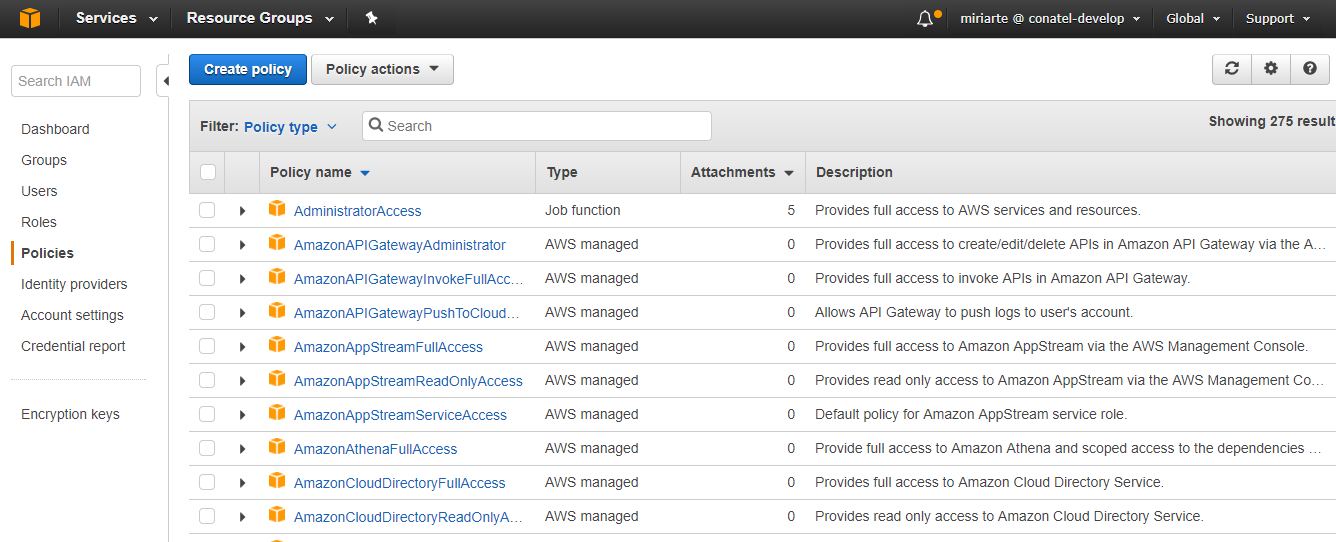 Services Resource Groups miriarte @ conatel-develop Global Support
Search IAM
Dashboard
Groups
Users
Roles
Policies
Identity providers
Account settings
Credential report
Encryption keys
Create policy Policy actions
Filter: Policy type Search Showing 275 result
Policy name Type Attachments Description
AdministratorAccess Job function 5 Provides full access to AWS services and resources.
AmazonAPIGatewayAdministrator AWS managed 0 Provides full access to create/edit/delete APIs in Amazon API Gateway via the A...
AmazonAPIGatewayInvokeFullAcc... AWS managed 0 Provides full access to invoke APIs in Amazon API Gateway.
AmazonAPIGatewayPushToCloud... AWS managed 0 Allows API Gateway to push logs to user's account.
AmazonAppStreamFullAccess AWS managed 0 Provides full access to Amazon AppStream via the AWS Management Console.
AmazonAppStreamReadOnlyAccess AWS managed 0 Provides read only access to Amazon AppStream via the AWS Management Co...
AmazonAppStreamServiceAccess AWS managed 0 Default policy for Amazon AppStream service role.
AmazonAthenaFullAccess AWS managed 0 Provide full access to Amazon Athena and scoped access to the dependencies ...
AmazonCloudDirectoryFullAccess AWS managed 0 Provides full access to Amazon Cloud Directory Service.
AmazonCloudDirectoryReadOnlyA... AWS managed 0 Provides read only access to Amazon Cloud Directory Service.